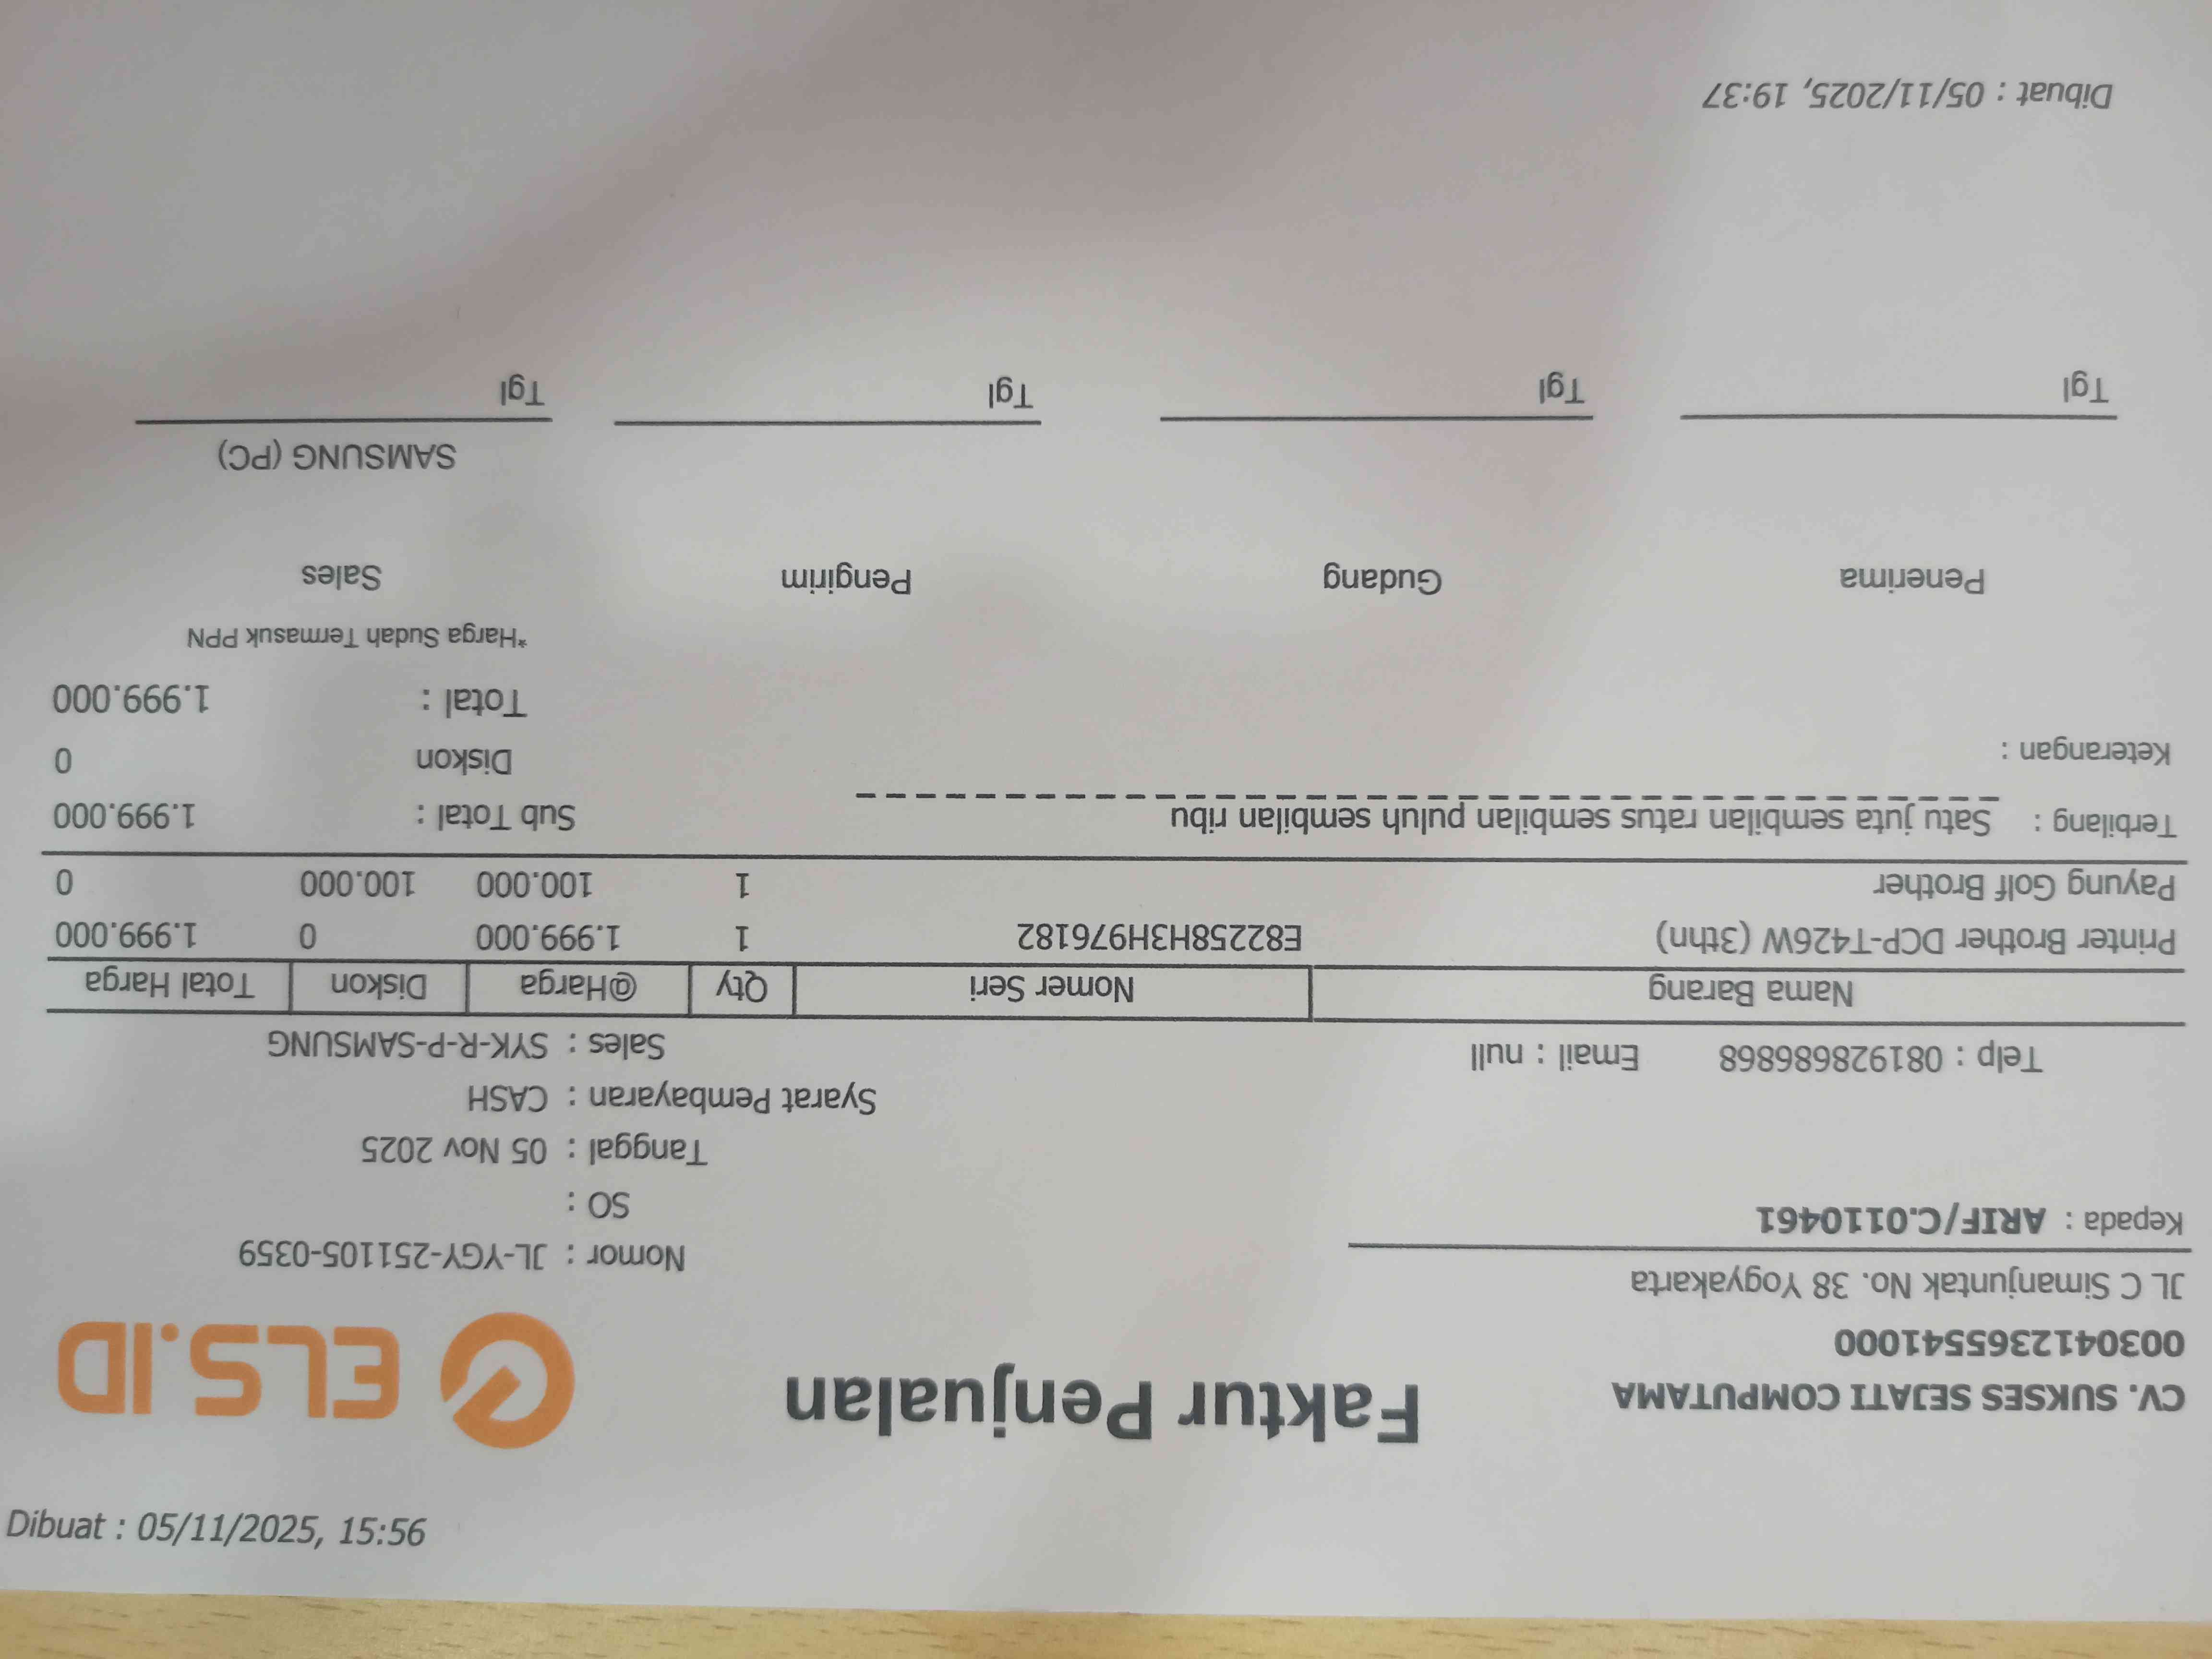 CV. SUKSES SEJATI COMPUTAMA
0030412365541000
JL C Simanjuntak No. 38 Yogyakarta
Kepada : ARIF/C.0110461
Telp : 081928686868 Email : null
Faktur Penjualan
ELS.ID
Nomor : JL-YGY-251105-0359
SO :
Tanggal : 05 Nov 2025
Syarat Pembayaran : CASH
Sales : SYK-R-P-SAMSUNG
Nama Barang Nomer Seri Qty @Harga Diskon Total Harga
Printer Brother DCP-T426W (3thn) E82258H3H976182 1 1.999.000 0 1.999.000
Payung Golf Brother 1 100.000 100.000 0
Terbilang : Satu juta sembilan ratus sembilan puluh sembilan ribu
Keterangan :
Sub Total : 1.999.000
Diskon 0
Total : 1.999.000
*Harga Sudah Termasuk PPN
Penerima Gudang Pengirim Sales
SAMSUNG (PC)
Tgl Tgl Tgl Tgl
Dibuat : 05/11/2025, 19:37
Dibuat : 05/11/2025, 15:56